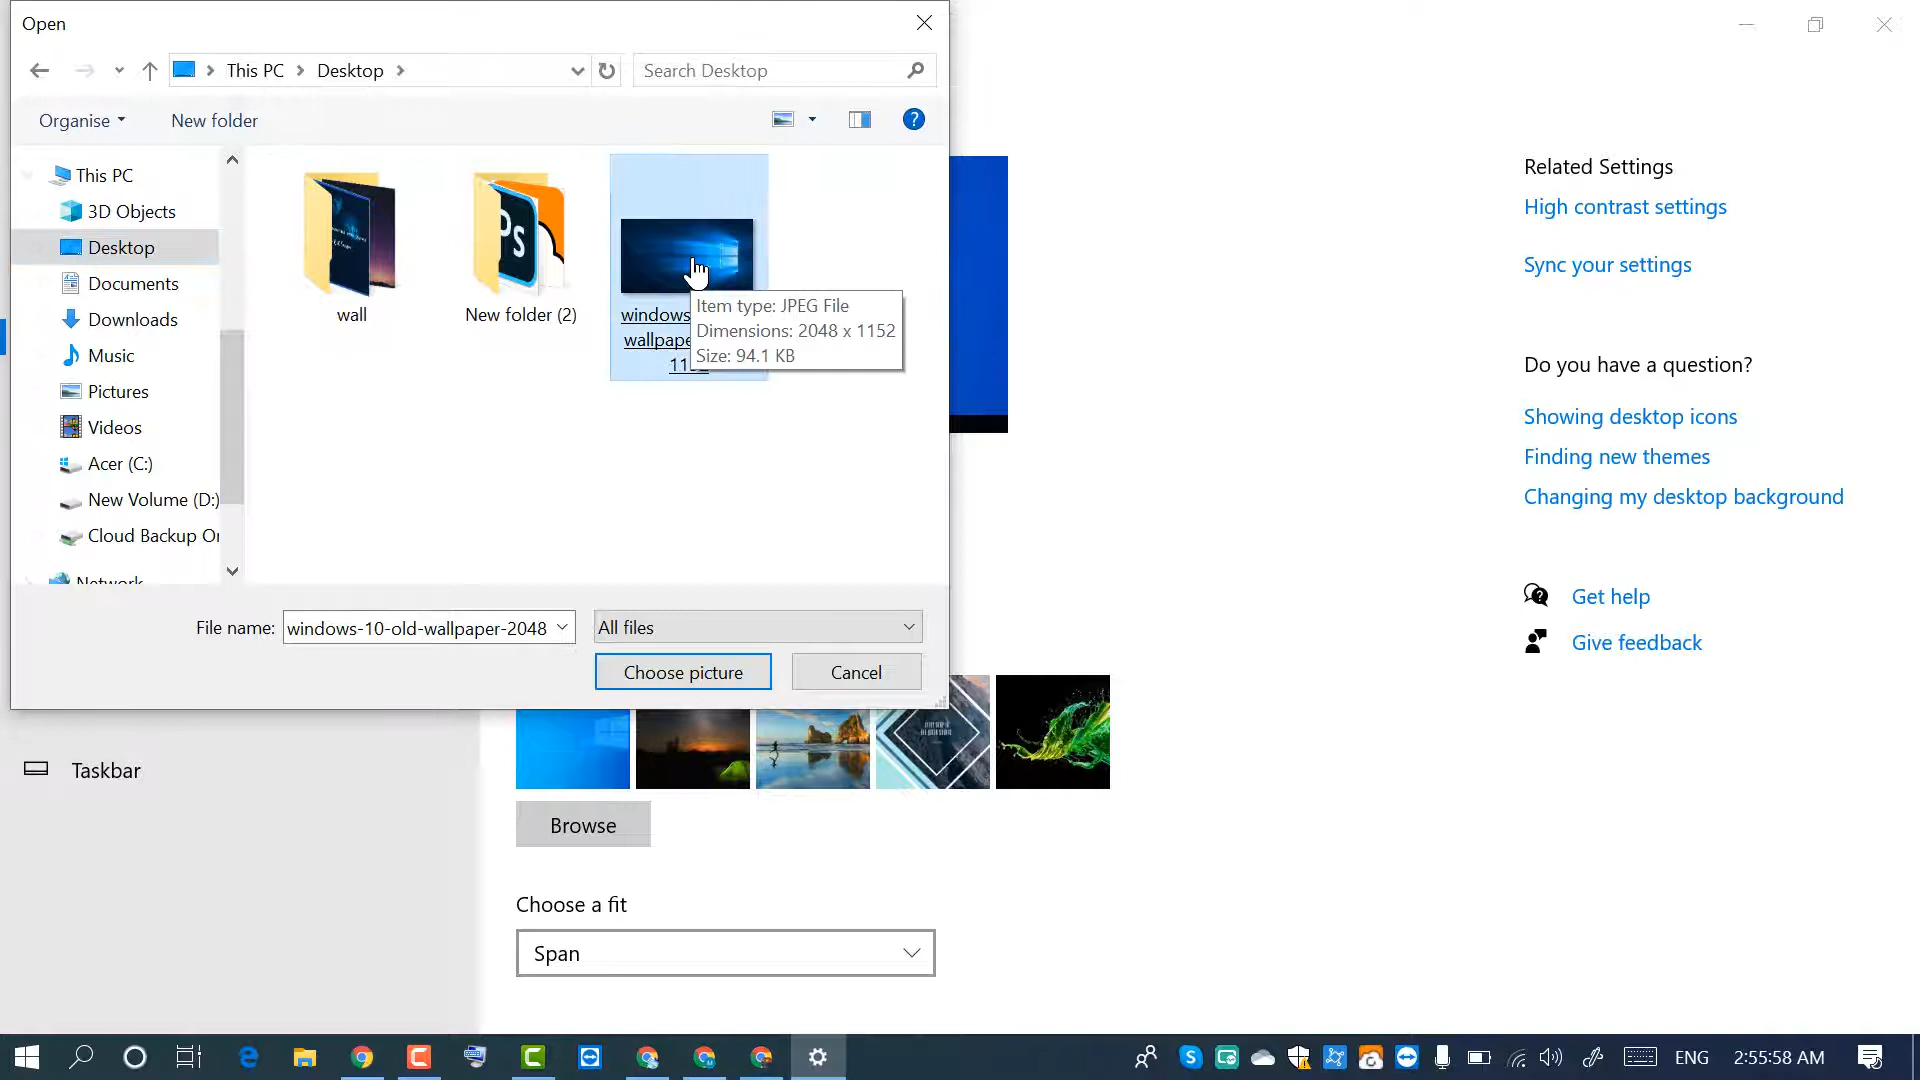 Open
This PC
Desktop
Search Desktop
Organise
New folder
This PC
3D Objects
Desktop
Documents
Downloads
Music
Pictures
Videos
Acer (C:)
New Volume (D:)
Cloud Backup
Network
wall
New folder (2)
Ps
Item type: JPEG File
Dimensions: 2048 x 1152
Size: 94.1 KB
File name:
windows-10-old-wallpaper-2048
All files
Choose picture
Cancel
Related Settings
High contrast settings
Sync your settings
Do you have a question?
Showing desktop icons
Finding new themes
Changing my desktop background
Get help
Give feedback
Taskbar
Browse
Choose a fit
Span
ENG
2:55:58 AM